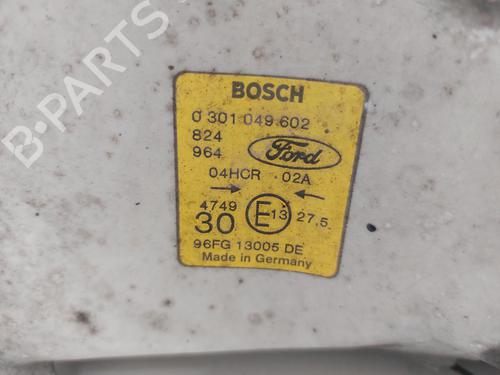 BOSCH
0 301 049 602
824
964 Ford
04HCR 02A
4749
30 E 13 27,5
96FG 13005 DE
Made in Germany
B-PARTS